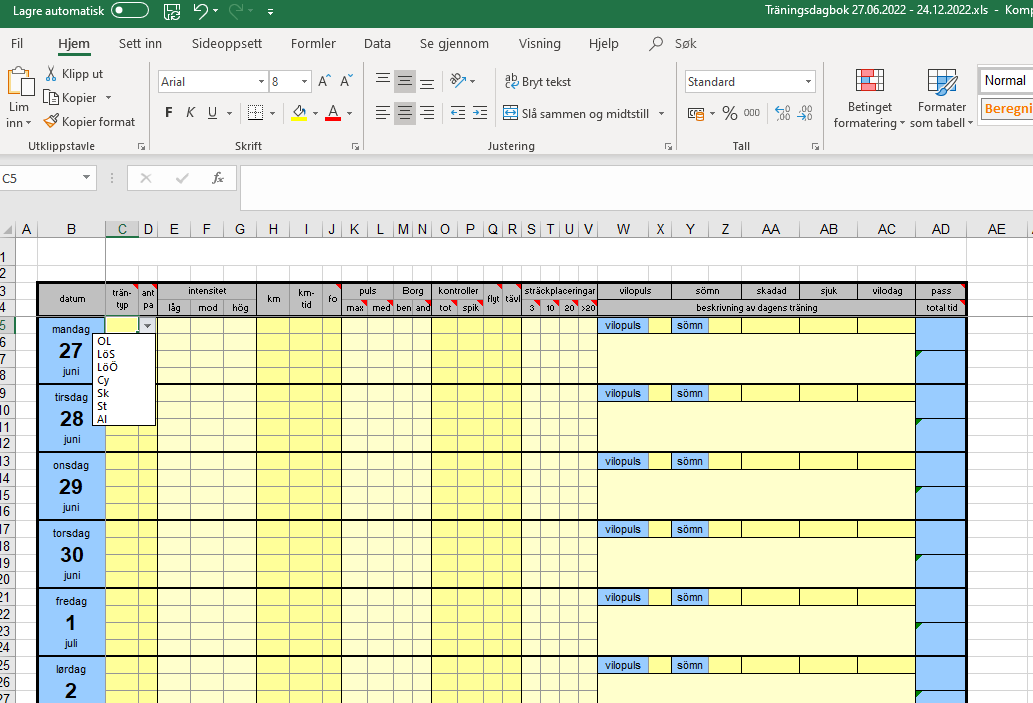 Lagre automatisk Träningsdagbok 27.06.2022 - 24.12.2022.xls - Komp
Fil Hjem Sett inn Sideoppsett Formler Data Se gjennom Visning Hjelp Søk
Lim inn
Klipp ut
Kopier
Kopier format
Utklippstavle
Arial 8 A A
F K U A
Skrift
ab Bryt tekst
Slå sammen og midtstill
Justering
Standard
% 000
Tall
Betinget formatering
Formater som tabell
Normal
Beregni
C5 fx
A B C D E F G H I J K L M N O P Q R S T U V W X Y Z AA AB AC AD AE
1
2
3 datum trän- typ ant pa intensitet km km- tid fo puls Borg kontroller flyt tävl sträckplaceringar vilopuls sömn skadad sjuk vilodag pass
4 låg mod hög max med ben and tot spik 3 10 20 >20 beskrivning av dagens träning total tid
5 mandag vilopuls sömn
6 27
7
8 juni
OL
LöS
LöÖ
Cy
Sk
St
9 tirsdag vilopuls sömn
10 28
11
12 juni
13 onsdag vilopuls sömn
14 29
15
16 juni
17 torsdag vilopuls sömn
18 30
19
20 juni
21 fredag vilopuls sömn
22 1
23
24 juli
25 lørdag vilopuls sömn
26 2
27